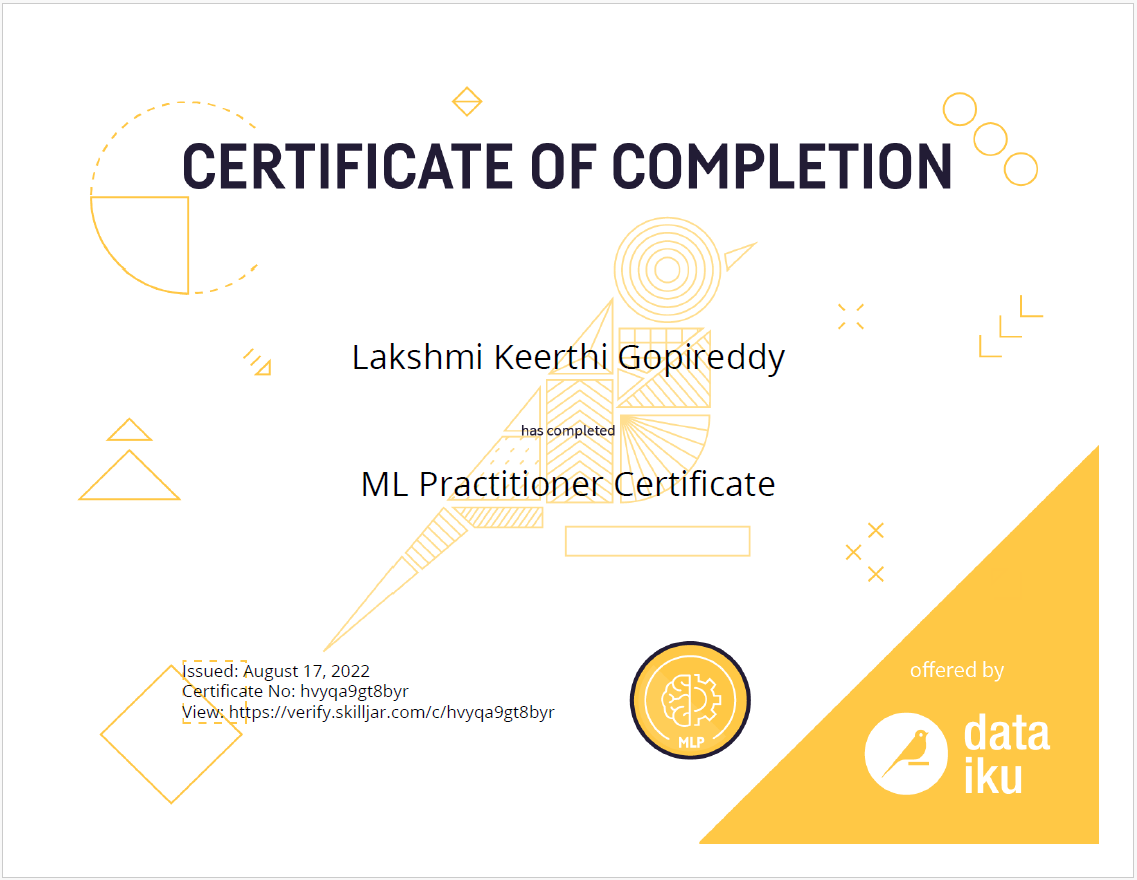 CERTIFICATE OF COMPLETION
Lakshmi Keerthi Gopireddy
has completed
ML Practitioner Certificate
Issued: August 17, 2022
Certificate No: hvyqa9gt8byr
View: https://verify.skilljar.com/c/hvyqa9gt8byr
MLP
offered by
data
iku